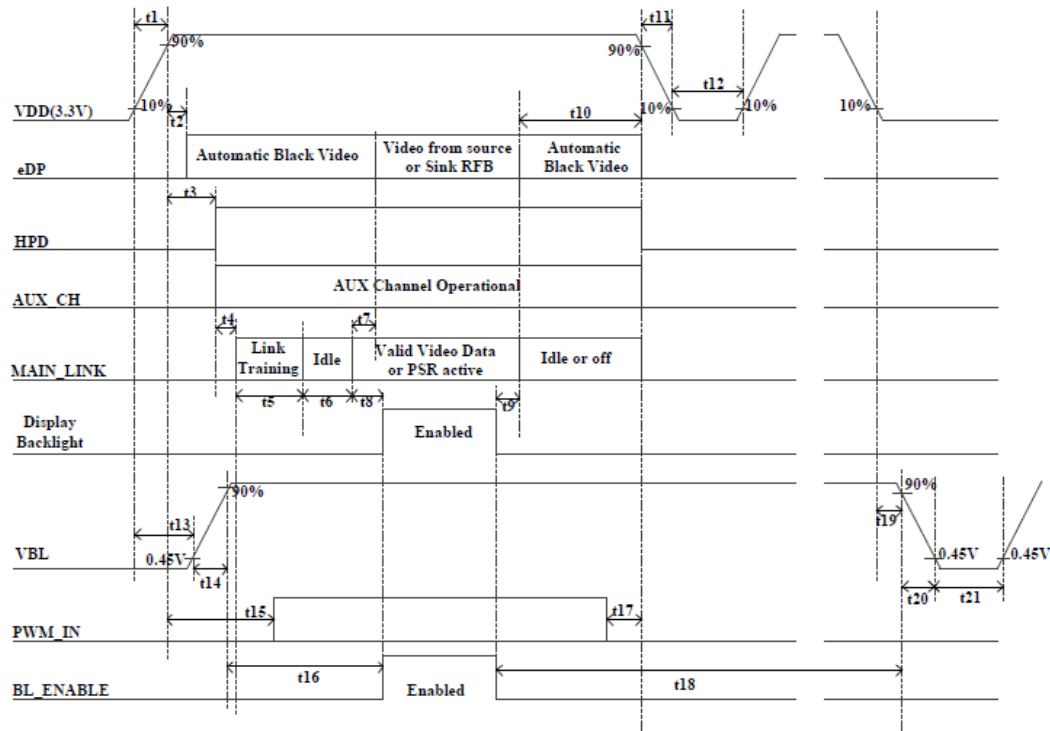 t1
t11
90%
90%
t12
VDD(3.3V)
10%
t2
10%
10%
10%
t10
eDP
Automatic Black Video
Video from source
or Sink RFB
Automatic
Black Video
t3
HPD
AUX_CH
AUX Channel Operational
t4
t7
MAIN_LINK
Link
Training
Idle
Valid Video Data
or PSR active
Idle or off
t5
t6
t8
t9
Display
Backlight
Enabled
90%
90%
t13
t19
VBL
0.45V
t14
0.45V
0.45V
t20
t21
t15
t17
PWM_IN
t16
t18
BL_ENABLE
Enabled